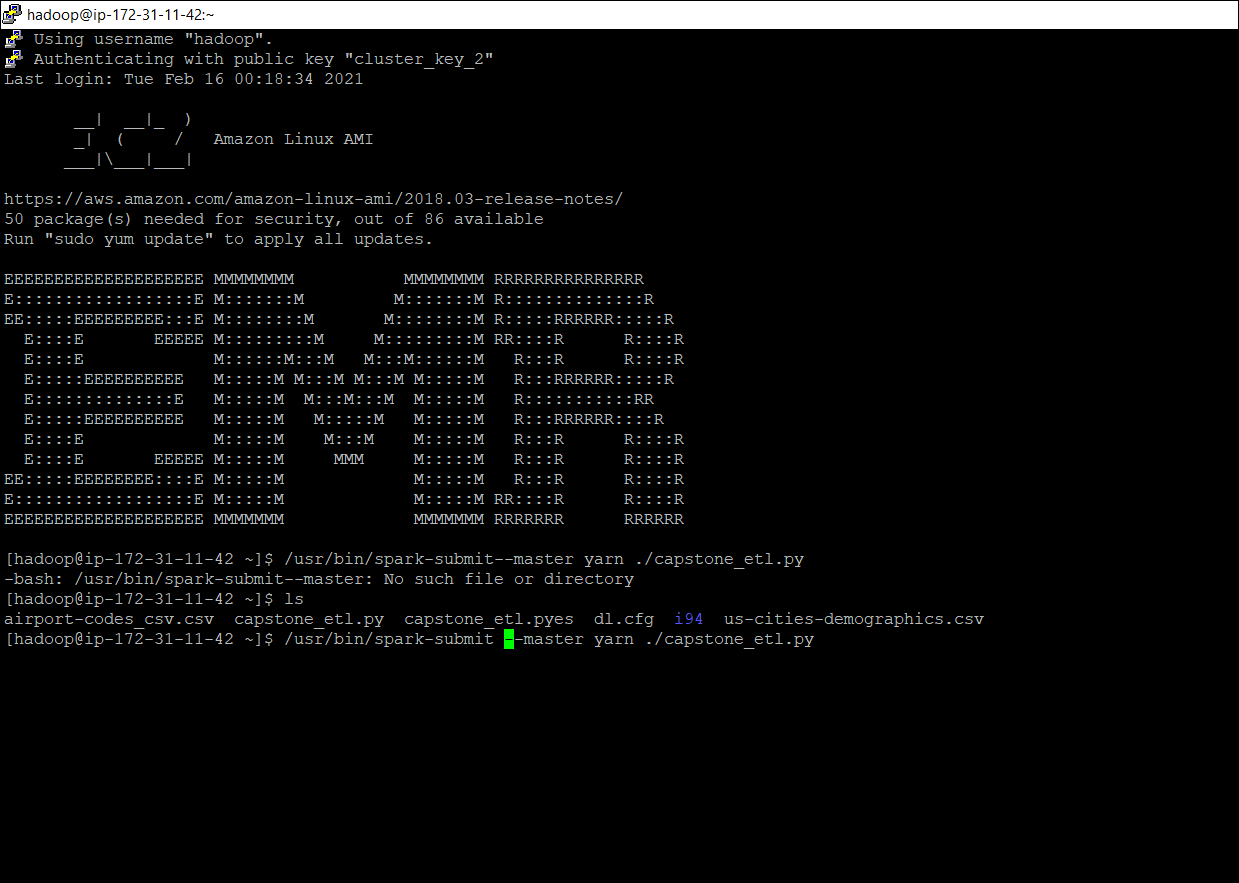 hadoop@ip-172-31-11-42:~
Using username "hadoop".
Authenticating with public key "cluster_key_2"
Last login: Tue Feb 16 00:18:34 2021
       __|  __|_  )
       _|  (     /   Amazon Linux AMI
      ___|\___|___|
https://aws.amazon.com/amazon-linux-ami/2018.03-release-notes/
50 package(s) needed for security, out of 86 available
Run "sudo yum update" to apply all updates.
EEEEEEEEEEEEEEEEEEEE MMMMMMMM           MMMMMMMM RRRRRRRRRRRRRRR
E::::::::::::::::::E M:::::::M         M:::::::M R::::::::::::::R
EE:::::EEEEEEEEE:::E M::::::::M       M::::::::M R:::::RRRRRR:::::R
  E::::E       EEEEE M:::::::::M     M:::::::::M RR::::R      R::::R
  E::::E             M::::::M:::M   M:::M::::::M   R:::R      R::::R
  E:::::EEEEEEEEEE   M:::::M M:::M M:::M M:::::M   R:::RRRRRR:::::R
  E::::::::::::::E   M:::::M  M:::M:::M  M:::::M   R:::::::::::RR
  E:::::EEEEEEEEEE   M:::::M   M:::::M   M:::::M   R:::RRRRRR::::R
  E::::E             M:::::M    M:::M    M:::::M   R:::R      R::::R
  E::::E       EEEEE M:::::M     MMM     M:::::M   R:::R      R::::R
EE:::::EEEEEEEE::::E M:::::M             M:::::M   R:::R      R::::R
E::::::::::::::::::E M:::::M             M:::::M RR::::R      R::::R
EEEEEEEEEEEEEEEEEEEE MMMMMMM             MMMMMMM RRRRRRR      RRRRRR
[hadoop@ip-172-31-11-42 ~]$ /usr/bin/spark-submit--master yarn ./capstone_etl.py
-bash: /usr/bin/spark-submit--master: No such file or directory
[hadoop@ip-172-31-11-42 ~]$ ls
airport-codes_csv.csv  capstone_etl.py  capstone_etl.pyes  dl.cfg  i94  us-cities-demographics.csv
[hadoop@ip-172-31-11-42 ~]$ /usr/bin/spark-submit --master yarn ./capstone_etl.py